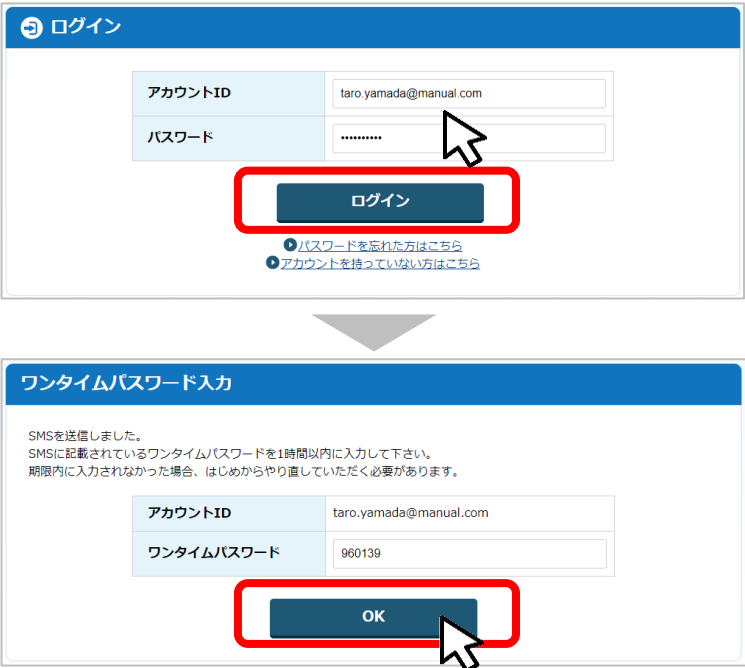 ログイン
アカウントID
taro.yamada@manual.com
パスワード
••••••••••
ログイン
パスワードを忘れた方はこちら
アカウントを持っていない方はこちら
ワンタイムパスワード入力
SMSを送信しました。
SMSに記載されているワンタイムパスワードを1時間以内に入力して下さい。
期限内に入力されなかった場合、はじめからやり直していただく必要があります。
アカウントID
taro.yamada@manual.com
ワンタイムパスワード
960139
OK